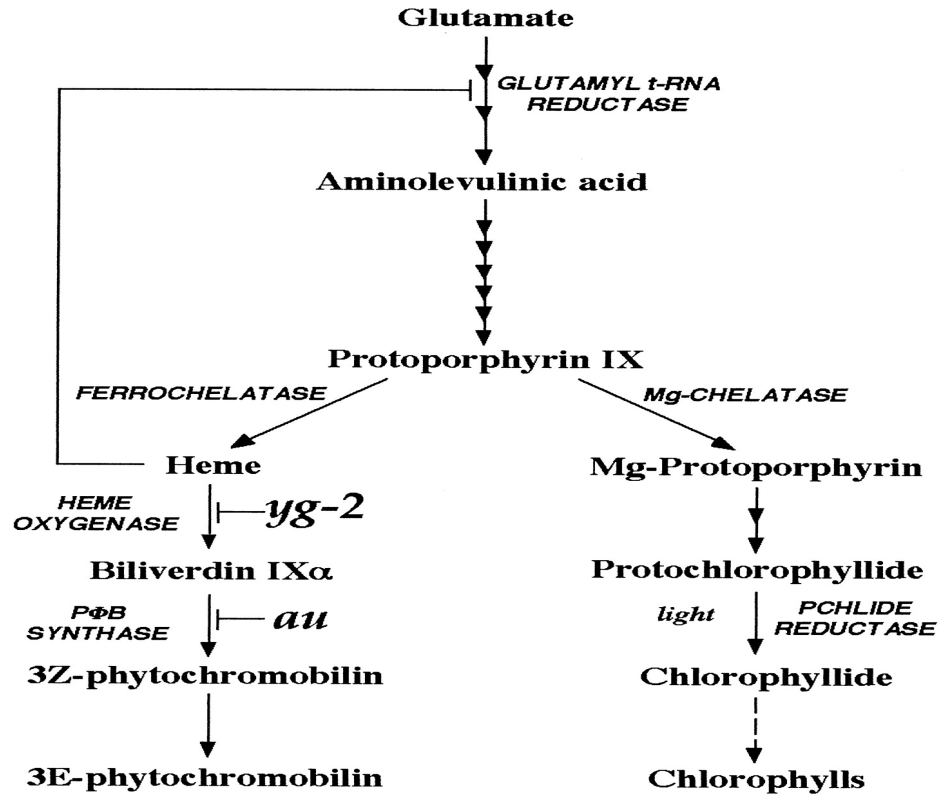 Glutamate
GLUTAMYL t-RNA
REDUCTASE
Aminolevulinic acid
Protoporphyrin IX
FERROCHELATASE
Mg-CHELATASE
Heme
Mg-Protoporphyrin
HEME
OXYGENASE
yg-2
Biliverdin IXα
Protochlorophyllide
PΦB
SYNTHASE
au
light
PCHLIDE
REDUCTASE
3Z-phytochromobilin
Chlorophyllide
3E-phytochromobilin
Chlorophylls